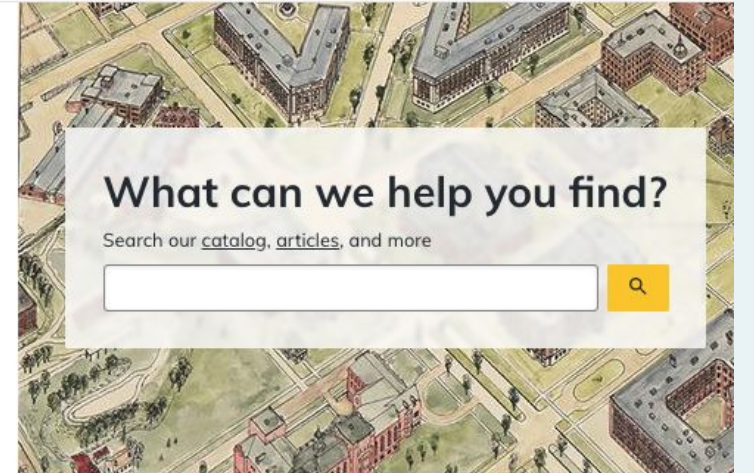 What can we help you find?
Search our catalog, articles, and more